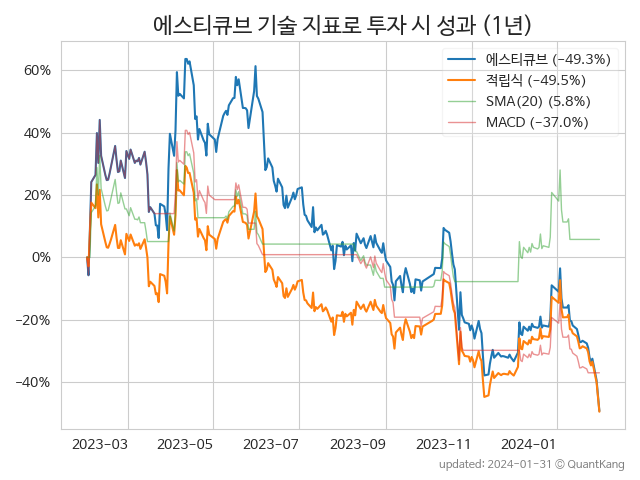 에스티큐브 기술 지표로 투자 시 성과 (1년)
에스티큐브 (−49.3%)
적립식 (−49.5%)
SMA(20) (5.8%)
MACD (−37.0%)
60%
40%
20%
0%
−20%
−40%
2023-03 2023-05 2023-07 2023-09 2023-11 2024-01
updated: 2024-01-31 © QuantKang